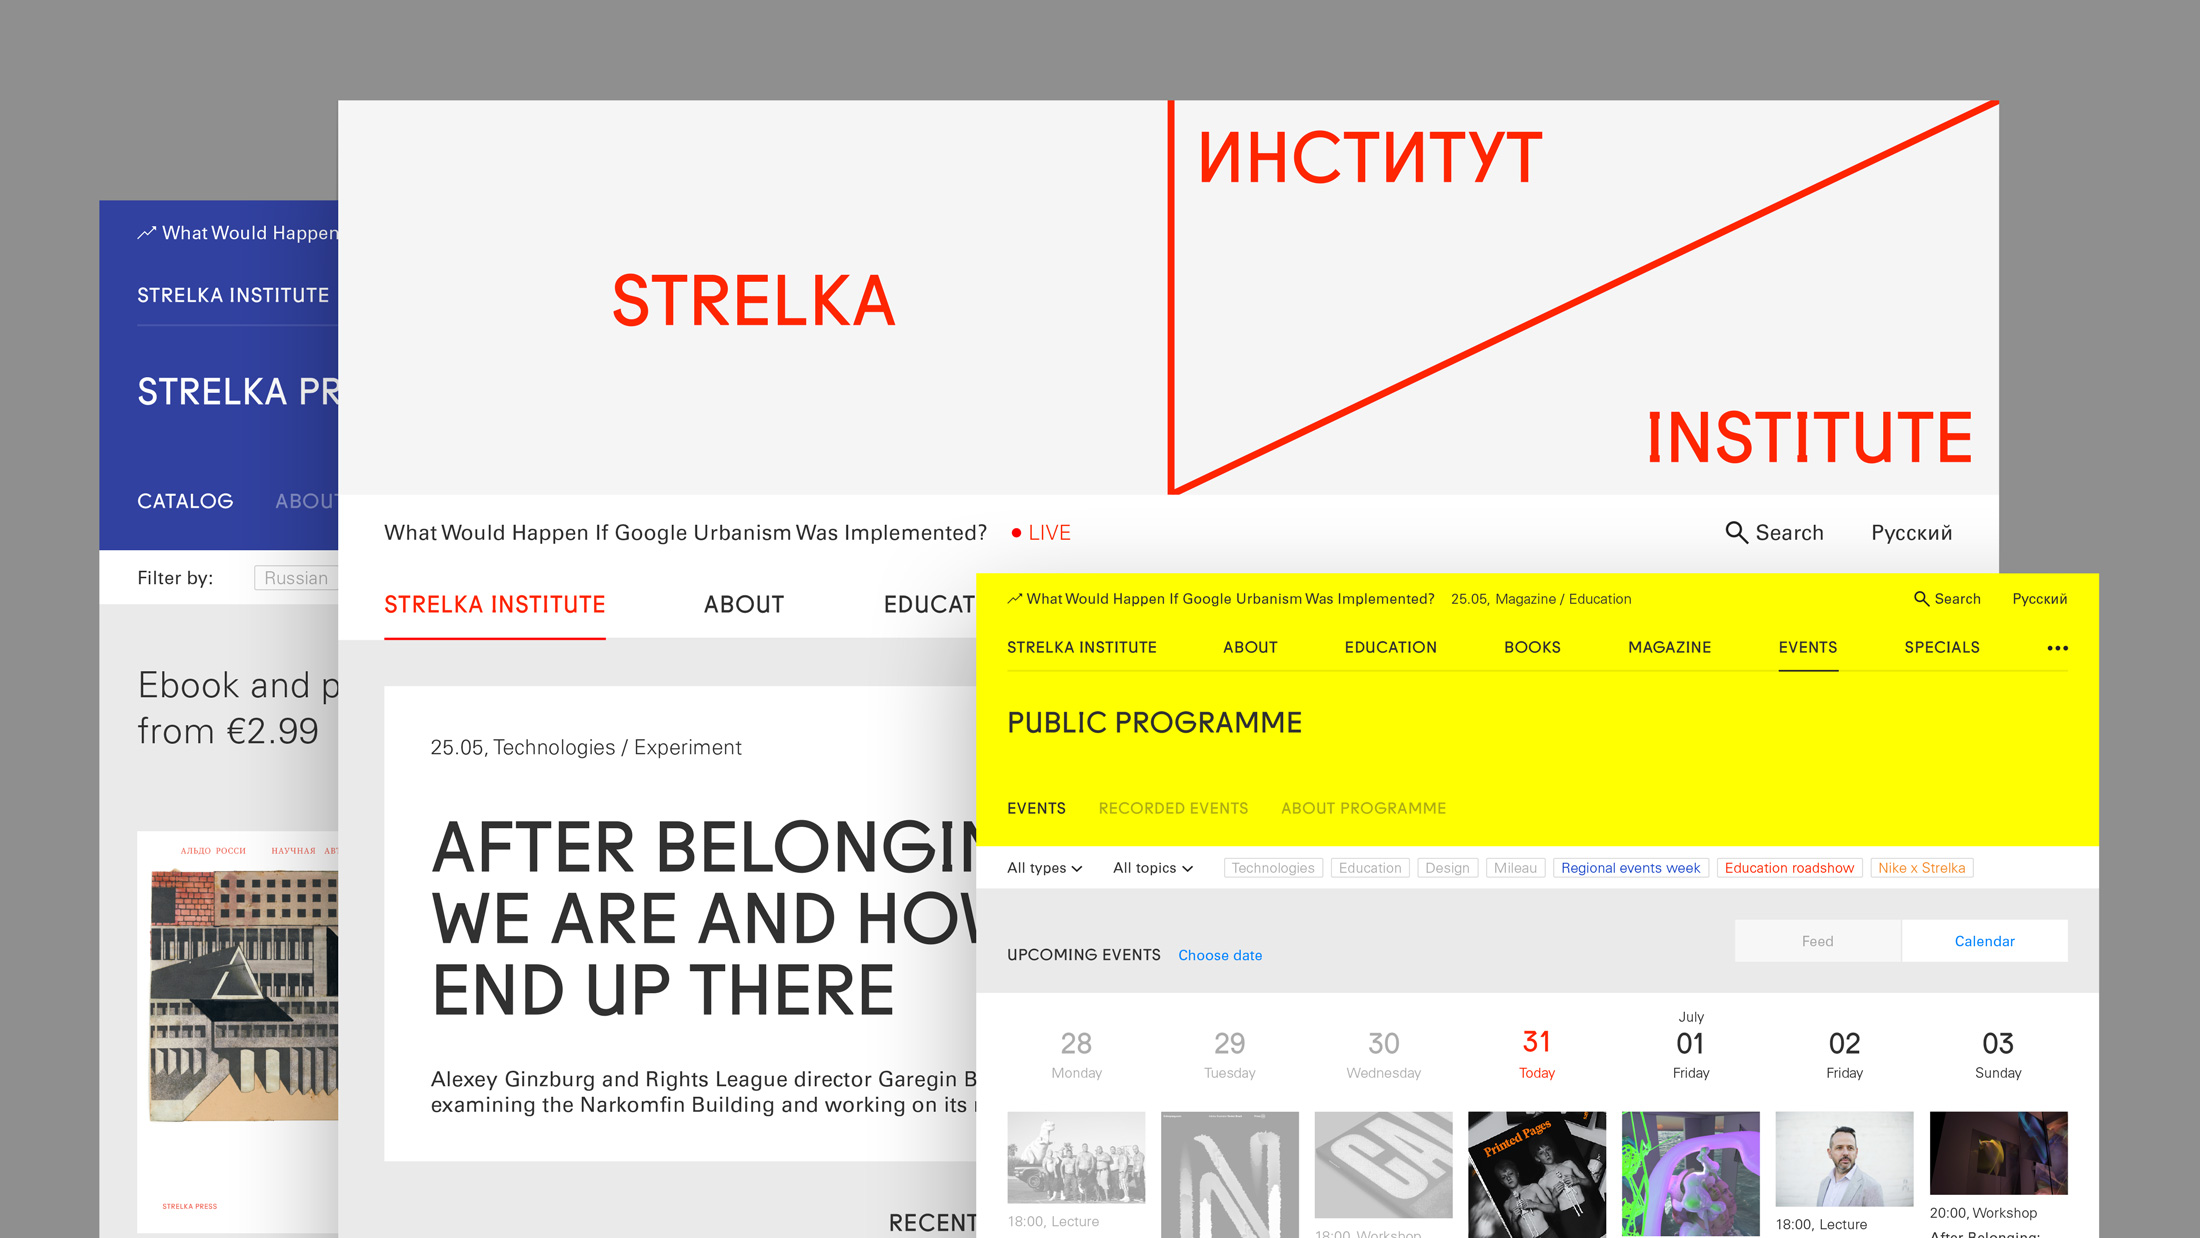 What Would Happen
STRELKA INSTITUTE
STRELKA PR
CATALOG ABOUT
Filter by: Russian
Ebook and p
from €2.99
АЛЬДО РОССИ НАУЧНАЯ АВТ
STRELKA PRESS
STRELKA
ИНСТИТУТ
INSTITUTE
What Would Happen If Google Urbanism Was Implemented? LIVE Search Русский
STRELKA INSTITUTE ABOUT EDUCAT
25.05, Technologies / Experiment
AFTER BELONGIN
WE ARE AND HOW
END UP THERE
Alexey Ginzburg and Rights League director Garegin B
examining the Narkomfin Building and working on its
RECENT
What Would Happen If Google Urbanism Was Implemented? 25.05, Magazine / Education Search Русский
STRELKA INSTITUTE ABOUT EDUCATION BOOKS MAGAZINE EVENTS SPECIALS •••
PUBLIC PROGRAMME
EVENTS RECORDED EVENTS ABOUT PROGRAMME
All types All topics Technologies Education Design Mileau Regional events week Education roadshow Nike x Strelka
Feed Calendar
UPCOMING EVENTS Choose date
July
28 29 30 31 01 02 03
Monday Tuesday Wednesday Today Friday Friday Sunday
Printed Pages
N
CA
18:00, Lecture 18:00, Workshop 18:00, Lecture 20:00, Workshop
After Belonging: